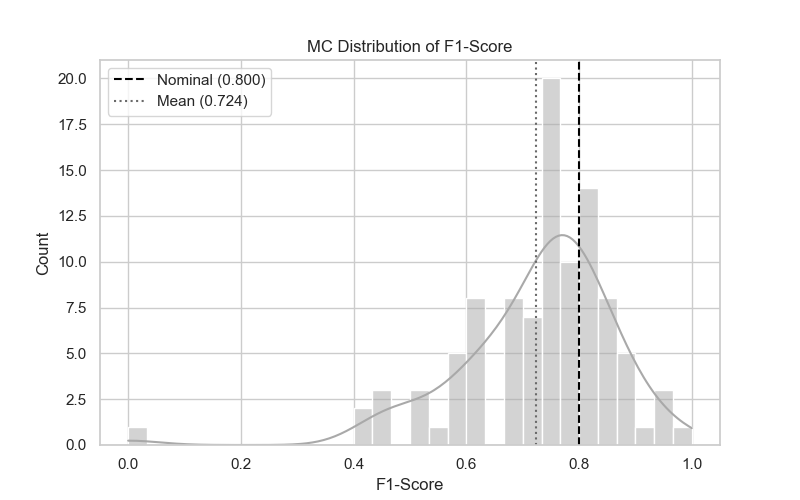 MC Distribution of F1-Score
Nominal (0.800)
Mean (0.724)
20.0
17.5
15.0
12.5
10.0
7.5
5.0
2.5
0.0
Count
0.0 0.2 0.4 0.6 0.8 1.0
F1-Score